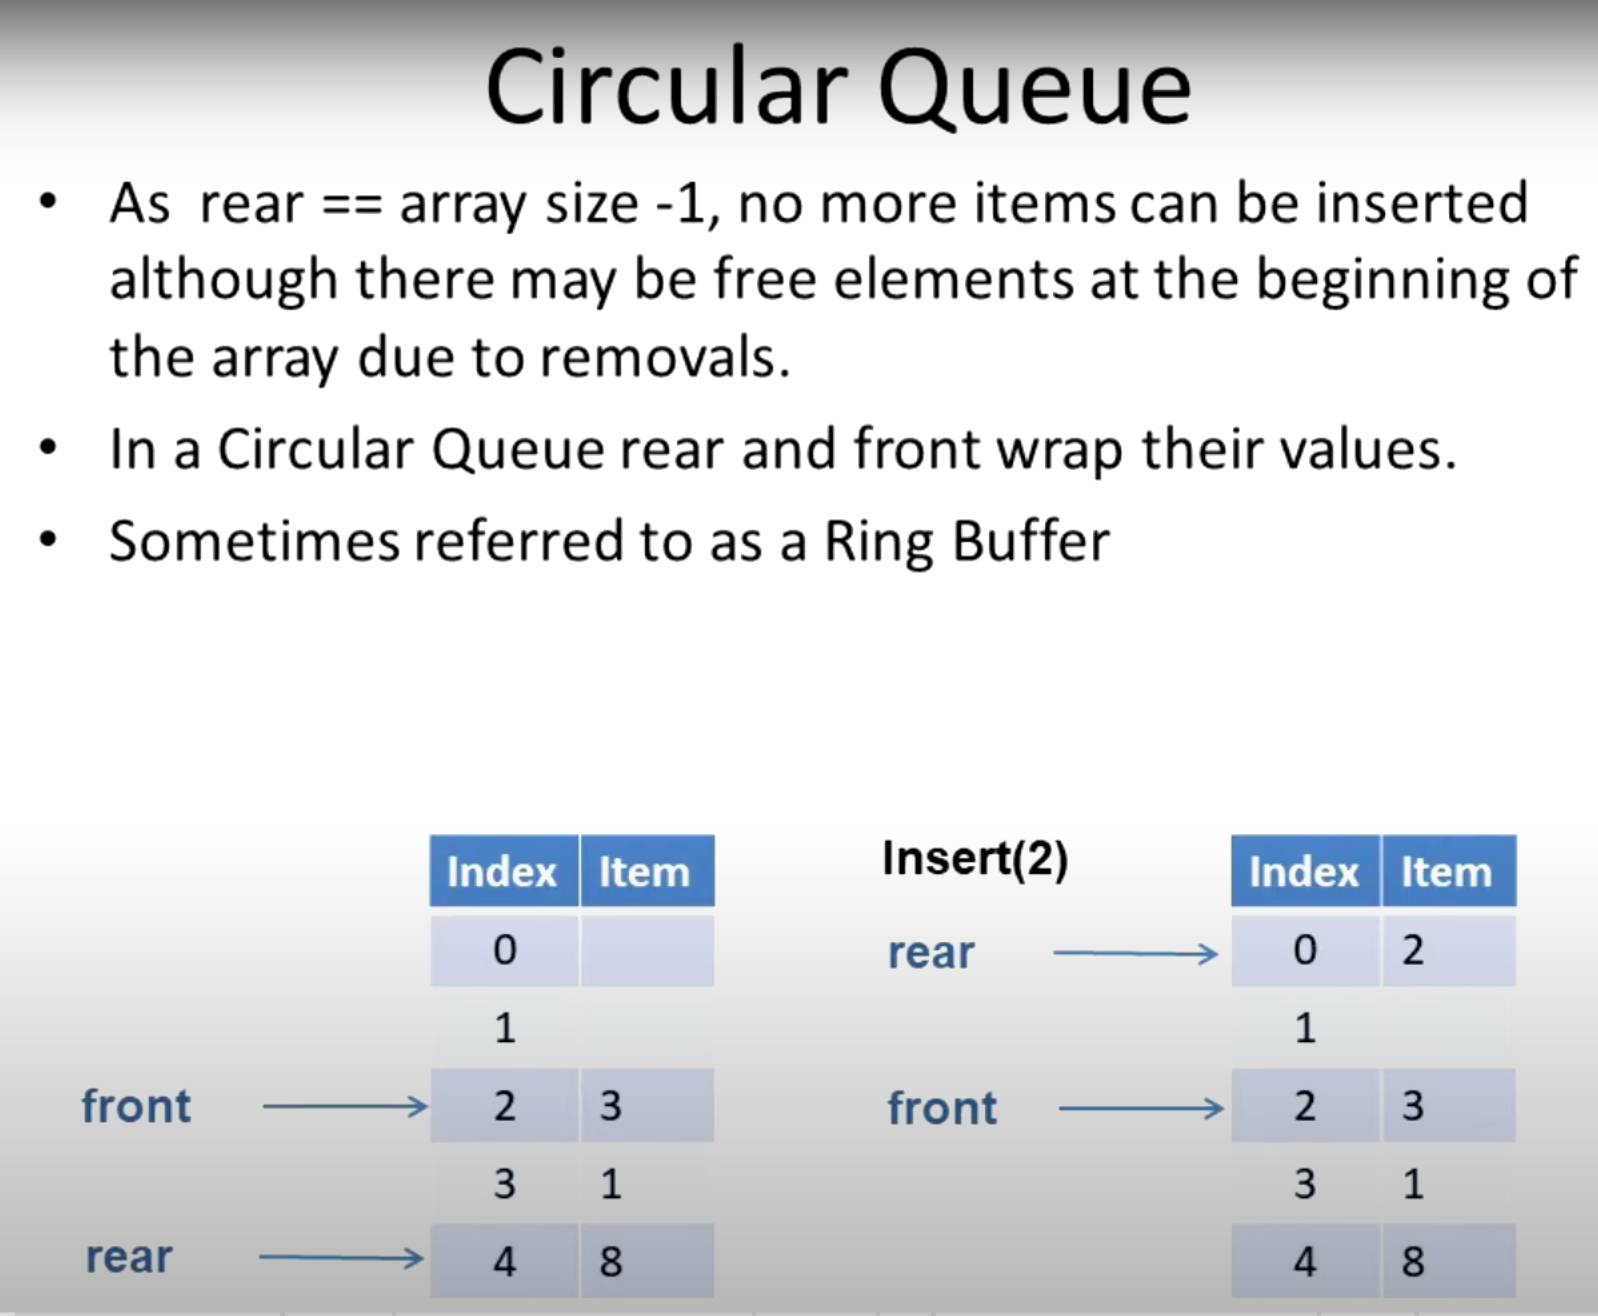 Circular Queue
• As rear == array size -1, no more items can be inserted
although there may be free elements at the beginning of
the array due to removals.
• In a Circular Queue rear and front wrap their values.
• Sometimes referred to as a Ring Buffer
Index Item
0
1
front 2 3
3 1
rear 4 8
Insert(2) Index Item
rear 0 2
1
front 2 3
3 1
4 8